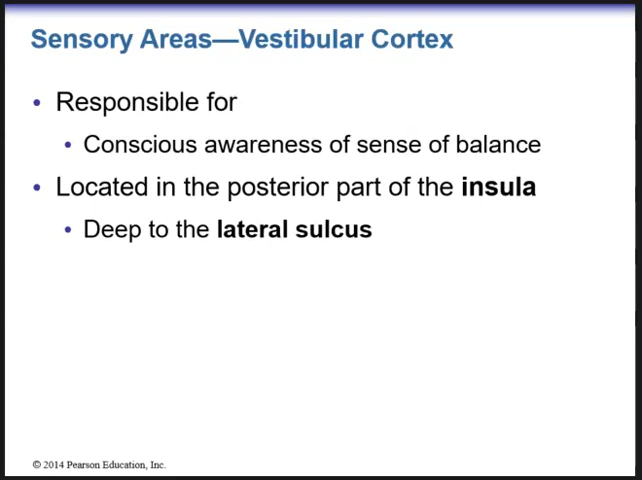 Sensory Areas—Vestibular Cortex
• Responsible for
• Conscious awareness of sense of balance
• Located in the posterior part of the insula
• Deep to the lateral sulcus
© 2014 Pearson Education, Inc.